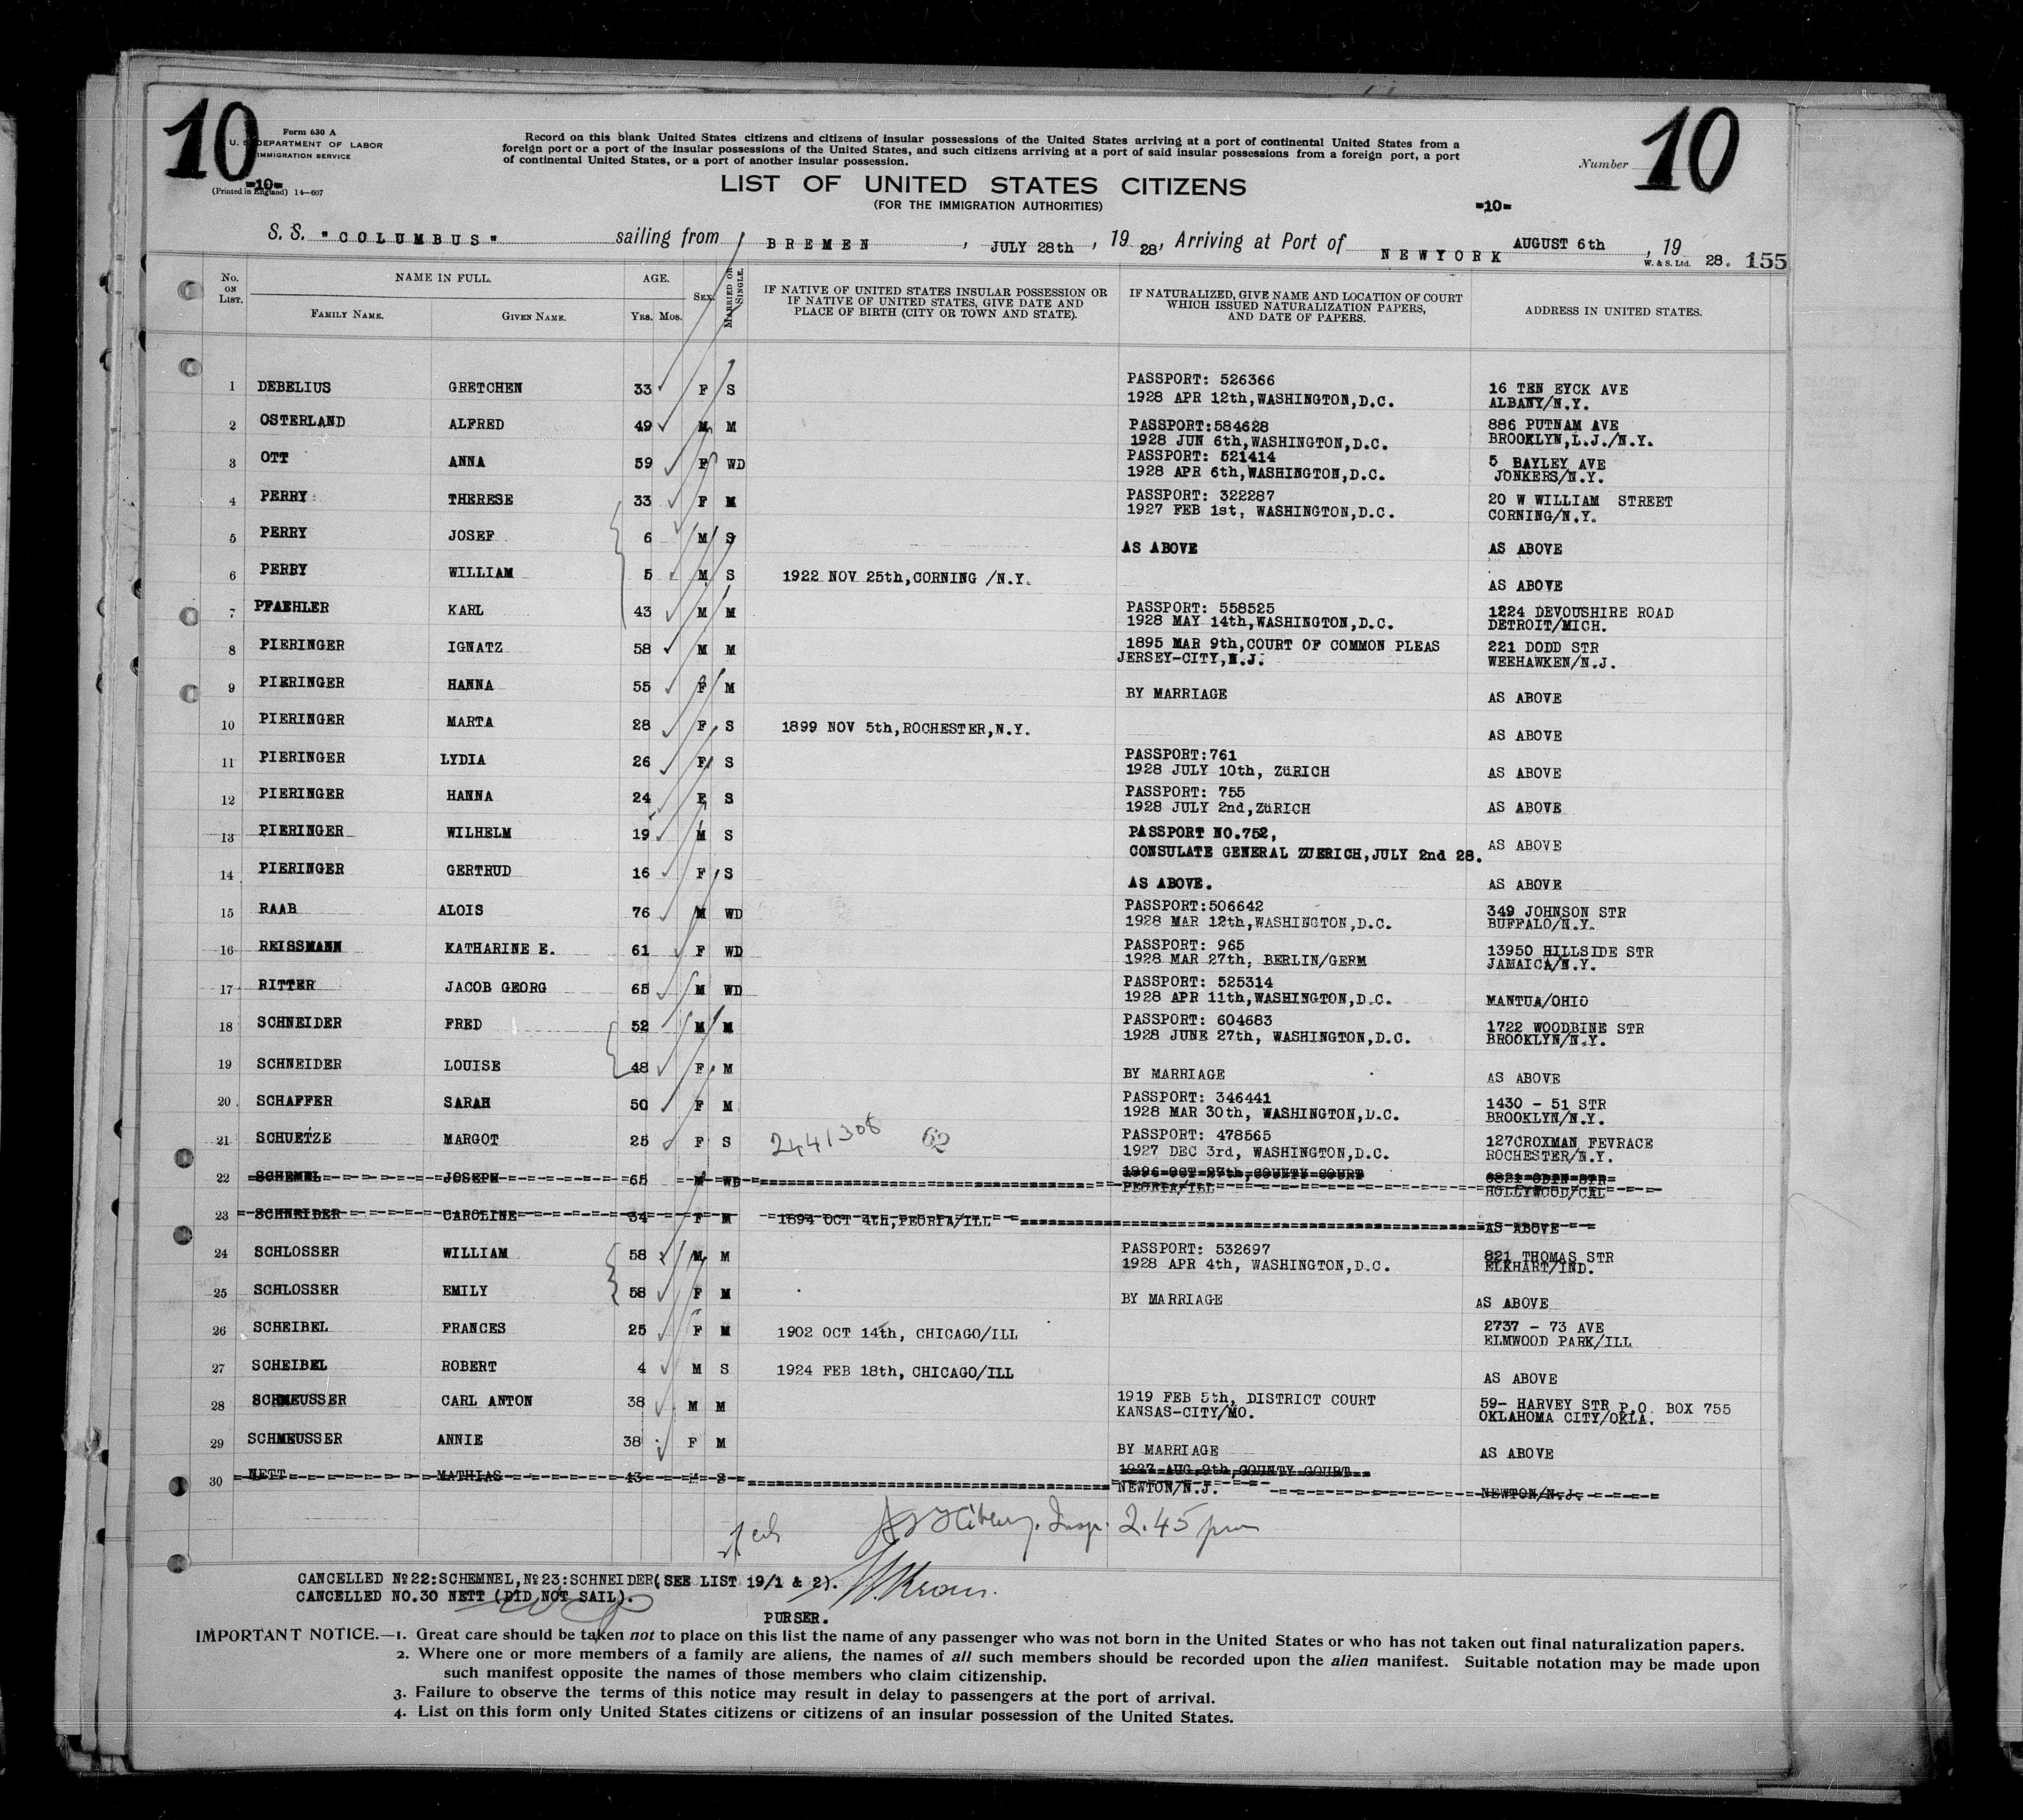 10
10
Form 630 A
U. S. DEPARTMENT OF LABOR
IMMIGRATION SERVICE
-10-
(Printed in England) 14—607
Record on this blank United States citizens and citizens of insular possessions of the United States arriving at a port of continental United States from a
foreign port or a port of the insular possessions of the United States, and such citizens arriving at a port of said insular possessions from a foreign port, a port
of continental United States, or a port of another insular possession.
Number
LIST OF UNITED STATES CITIZENS
(FOR THE IMMIGRATION AUTHORITIES)
-10-
S. S. "COLUMBUS" sailing from BREMEN, JULY 28th, 1928, Arriving at Port of NEWYORK AUGUST 6th, 1928.
W. & S. Ltd.
155
No. ON LIST.
NAME IN FULL.
FAMILY NAME. GIVEN NAME.
AGE.
YRS. MOS.
SEX.
MARRIED OR SINGLE.
IF NATIVE OF UNITED STATES INSULAR POSSESSION OR
IF NATIVE OF UNITED STATES, GIVE DATE AND
PLACE OF BIRTH (CITY OR TOWN AND STATE).
IF NATURALIZED, GIVE NAME AND LOCATION OF COURT
WHICH ISSUED NATURALIZATION PAPERS,
AND DATE OF PAPERS.
ADDRESS IN UNITED STATES.
1 DEBELIUS GRETCHEN 33 F S PASSPORT: 526366 16 TEN EYCK AVE
1928 APR 12th,WASHINGTON,D.C. ALBANY/N.Y.
2 OSTERLAND ALFRED 49 M M PASSPORT:584628 886 PUTNAM AVE
1928 JUN 6th,WASHINGTON,D.C. BROOKLYN,L.J./N.Y.
3 OTT ANNA 59 F WD PASSPORT: 521414 5 BAYLEY AVE
1928 APR 6th,WASHINGTON,D.C. JONKERS/N.Y.
4 PERRY THERESE 33 F M PASSPORT: 322287 20 W WILLIAM STREET
1927 FEB 1st, WASHINGTON,D.C. CORNING/N.Y.
5 PERRY JOSEF 6 M S AS ABOVE AS ABOVE
6 PERRY WILLIAM 5 M S 1922 NOV 25th,CORNING /N.Y. AS ABOVE
7 PFAEHLER KARL 43 M M PASSPORT: 558525 1224 DEVOUSHIRE ROAD
1928 MAY 14th,WASHINGTON,D.C. DETROIT/MICH.
8 PIERINGER IGNATZ 58 M M 1895 MAR 9th,COURT OF COMMON PLEAS 221 DODD STR
JERSEY-CITY,N.J. WEEHAWKEN/N.J.
9 PIERINGER HANNA 55 F M BY MARRIAGE AS ABOVE
10 PIERINGER MARTA 28 F S 1899 NOV 5th,ROCHESTER,N.Y. AS ABOVE
11 PIERINGER LYDIA 26 F S PASSPORT:761
1928 JULY 10th, ZüRICH AS ABOVE
12 PIERINGER HANNA 24 F S PASSPORT: 755
1928 JULY 2nd,ZüRICH AS ABOVE
13 PIERINGER WILHELM 19 M S PASSPORT NO.752,
CONSULATE GENERAL ZUERICH,JULY 2nd 28. AS ABOVE
14 PIERINGER GERTRUD 16 F S AS ABOVE. AS ABOVE
15 RAAB ALOIS 76 M WD PASSPORT:506642 349 JOHNSON STR
1928 MAR 12th,WASHINGTON,D.C. BUFFALO/N.Y.
16 REISSMANN KATHARINE E. 61 F WD PASSPORT: 965 13950 HILLSIDE STR
1928 MAR 27th, BERLIN/GERM JAMAICA/N.Y.
17 RITTER JACOB GEORG 65 M WD PASSPORT: 525314
1928 APR 11th,WASHINGTON,D.C. MANTUA/OHIO
18 SCHNEIDER FRED 52 M M PASSPORT: 604683 1722 WOODBINE STR
1928 JUNE 27th, WASHINGTON,D.C. BROOKLYN/N.Y.
19 SCHNEIDER LOUISE 48 F M BY MARRIAGE AS ABOVE
20 SCHAFFER SARAH 50 F M PASSPORT: 346441 1430 - 51 STR
1928 MAR 30th, WASHINGTON,D.C. BROOKLYN/N.Y.
21 SCHUETZE MARGOT 25 F S 2441308 62 PASSPORT: 478565 127CROXMAN FEVRACE
1927 DEC 3rd, WASHINGTON,D.C. ROCHESTER/N.Y.
22 SCHEMEL JOSEPH 65 M WD 1896 OCT 27th,COUNTY COURT 6821 ODIN STR
PEORIA/ILL HOLLYWOOD/CAL
23 SCHNEIDER CAROLINE 34 F M 1894 OCT 4th,PEORIA/ILL AS ABOVE
24 SCHLOSSER WILLIAM 58 M M PASSPORT: 532697 821 THOMAS STR
1928 APR 4th, WASHINGTON,D.C. ELKHART/IND.
25 SCHLOSSER EMILY 58 F M BY MARRIAGE AS ABOVE
26 SCHEIBEL FRANCES 25 F M 1902 OCT 14th, CHICAGO/ILL 2737 - 73 AVE
ELMWOOD PARK/ILL
27 SCHEIBEL ROBERT 4 M S 1924 FEB 18th, CHICAGO/ILL AS ABOVE
28 SCHMEUSSER CARL ANTON 38 M M 1919 FEB 5th, DISTRICT COURT 59- HARVEY STR P.O. BOX 755
KANSAS-CITY/MO. OKLAHOMA CITY/OKLA.
29 SCHMEUSSER ANNIE 38 F M BY MARRIAGE AS ABOVE
30 NETT MATHIAS 43 M S 1927 AUG 9th,COUNTY COURT
NEWTON/N.J. NEWTON/N.J.
Insp. 2.45 pm
CANCELLED No 22:SCHEMNEL,No 23:SCHNEIDER(SEE LIST 19/1 & 2).
CANCELLED NO.30 NETT (DID NOT SAIL).
PURSER.
IMPORTANT NOTICE.—1. Great care should be taken not to place on this list the name of any passenger who was not born in the United States or who has not taken out final naturalization papers.
2. Where one or more members of a family are aliens, the names of all such members should be recorded upon the alien manifest. Suitable notation may be made upon
such manifest opposite the names of those members who claim citizenship.
3. Failure to observe the terms of this notice may result in delay to passengers at the port of arrival.
4. List on this form only United States citizens or citizens of an insular possession of the United States.